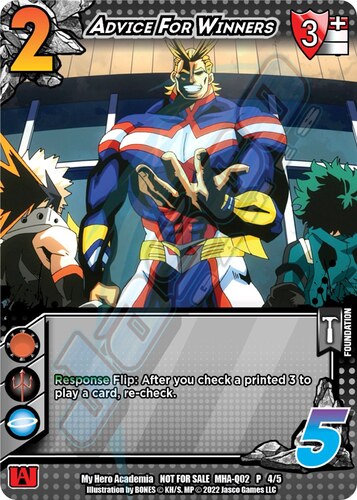 2
ADVICE FOR WINNERS
3
+
FOUNDATION
Response Flip: After you check a printed 3 to
play a card, re-check.
5
My Hero Academia NOT FOR SALE MHA-Q02 P 4/5
Illustration by BONES © KH/S. MP © 2022 Jasco Games LLC